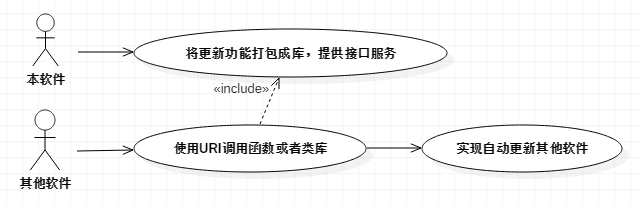 将更新功能打包成库，提供接口服务
本软件
«include»
使用URI调用函数或者类库
实现自动更新其他软件
其他软件